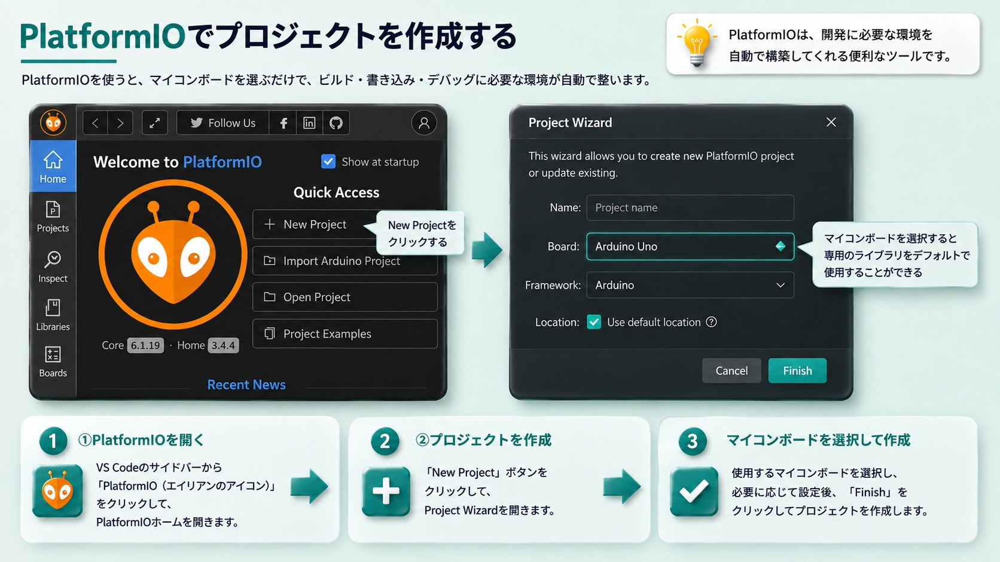 PlatformIOでプロジェクトを作成する
PlatformIOを使うと、マイコンボードを選ぶだけで、ビルド・書き込み・デバッグに必要な環境が自動で整います。
PlatformIOは、開発に必要な環境を
自動で構築してくれる便利なツールです。
Follow Us
Home
Projects
Inspect
Libraries
Boards
Welcome to PlatformIO
Show at startup
Quick Access
New Project
Import Arduino Project
Open Project
Project Examples
Core 6.1.19 · Home 3.4.4
Recent News
New Projectを
クリックする
Project Wizard
This wizard allows you to create new PlatformIO project
or update existing.
Name: Project name
Board: Arduino Uno
Framework: Arduino
Location: Use default location
Cancel
Finish
マイコンボードを選択すると
専用のライブラリをデフォルトで
使用することができる
1 ①PlatformIOを開く
VS Codeのサイドバーから
「PlatformIO（エイリアンのアイコン）」
をクリックして、
PlatformIOホームを開きます。
2 ②プロジェクトを作成
「New Project」ボタンを
クリックして、
Project Wizardを開きます。
3 マイコンボードを選択して作成
使用するマイコンボードを選択し、
必要に応じて設定後、「Finish」を
クリックしてプロジェクトを作成します。